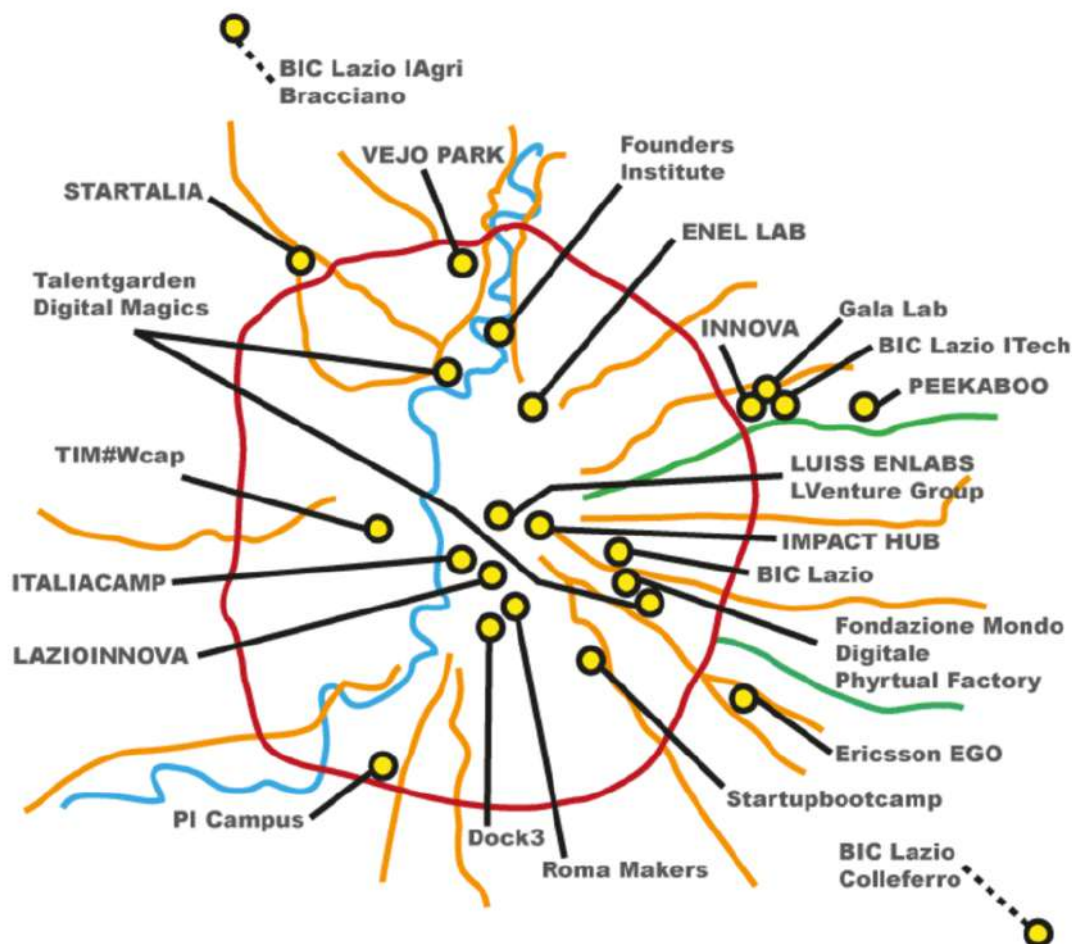 BIC Lazio IAgri
Bracciano
VEJO PARK
Founders
Institute
STARTALIA
ENEL LAB
Talentgarden
Digital Magics
Gala Lab
INNOVA
BIC Lazio ITech
PEEKABOO
TIM#Wcap
LUISS ENLABS
LVenture Group
IMPACT HUB
BIC Lazio
ITALIACAMP
Fondazione Mondo
Digitale
Phyrtual Factory
LAZIOINNOVA
Ericsson EGO
Startupbootcamp
PI Campus
Dock3
Roma Makers
BIC Lazio
Colleferro